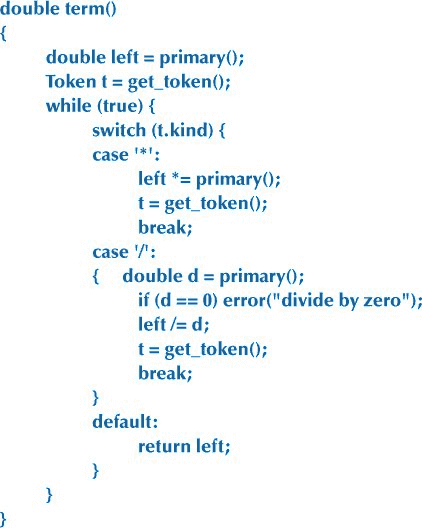 double term()
{
    double left = primary();
    Token t = get_token();
    while (true) {
        switch (t.kind) {
        case '*':
            left *= primary();
            t = get_token();
            break;
        case '/':
        {    double d = primary();
            if (d == 0) error("divide by zero");
            left /= d;
            t = get_token();
            break;
        }
        default:
            return left;
        }
    }
}